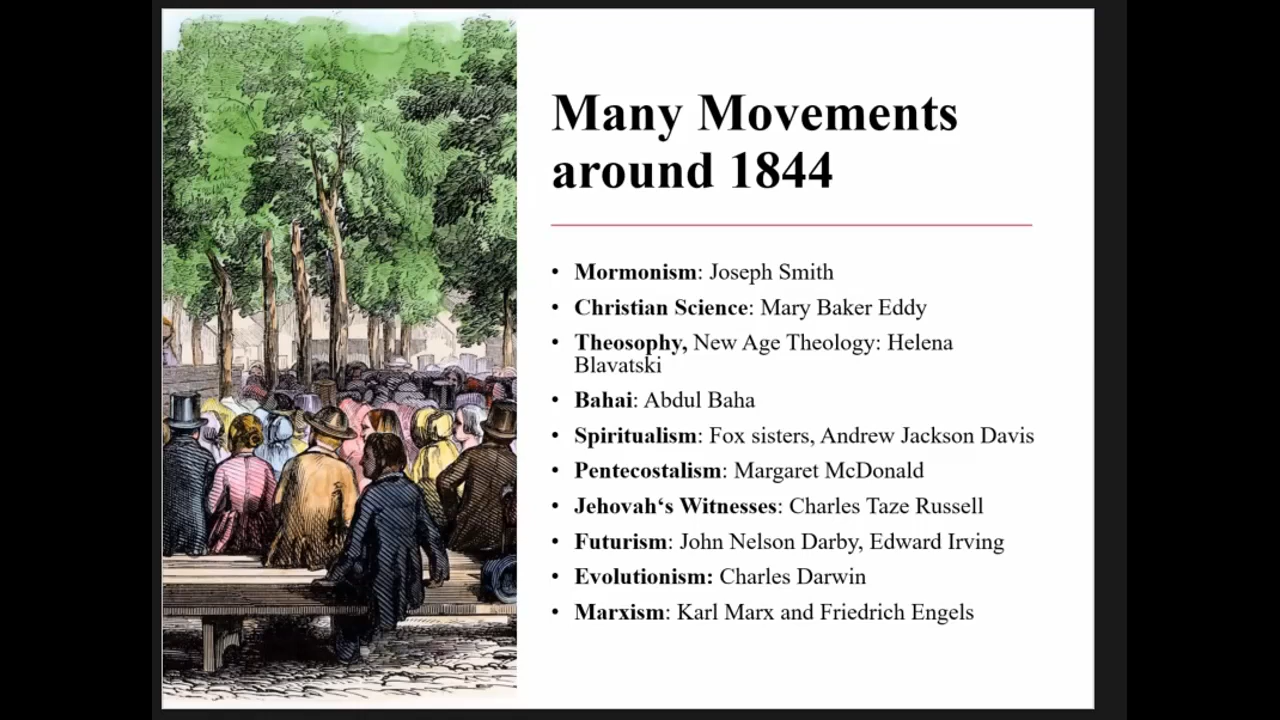 Many Movements
around 1844
• Mormonism: Joseph Smith
• Christian Science: Mary Baker Eddy
• Theosophy, New Age Theology: Helena
Blavatski
• Bahai: Abdul Baha
• Spiritualism: Fox sisters, Andrew Jackson Davis
• Pentecostalism: Margaret McDonald
• Jehovah‘s Witnesses: Charles Taze Russell
• Futurism: John Nelson Darby, Edward Irving
• Evolutionism: Charles Darwin
• Marxism: Karl Marx and Friedrich Engels